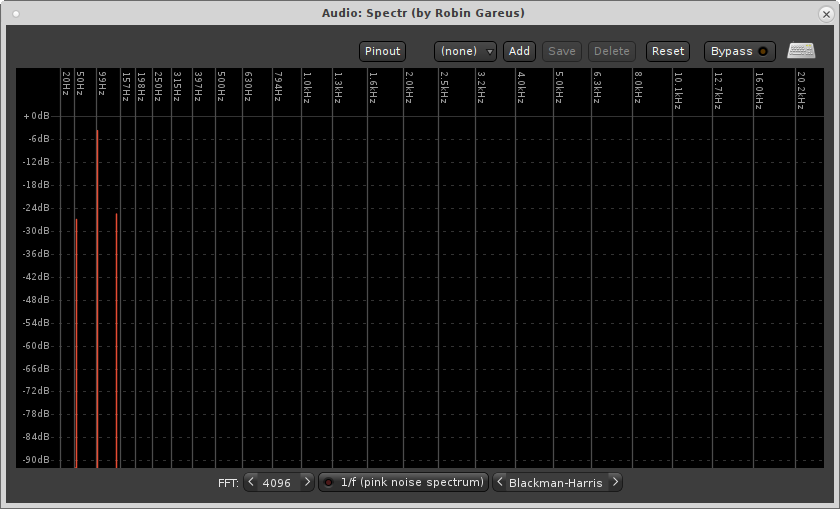 Audio: Spectr (by Robin Gareus)
Pinout (none) Add Save Delete Reset Bypass
20Hz 50Hz 99Hz 157Hz 198Hz 250Hz 315Hz 397Hz 500Hz 630Hz 794Hz 1.0kHz 1.3kHz 1.6kHz 2.0kHz 2.5kHz 3.2kHz 4.0kHz 5.0kHz 6.3kHz 8.0kHz 10.1kHz 12.7kHz 16.0kHz 20.2kHz
+0dB
-6dB
-12dB
-18dB
-24dB
-30dB
-36dB
-42dB
-48dB
-54dB
-60dB
-66dB
-72dB
-78dB
-84dB
-90dB
FFT: < 4096 > 1/f (pink noise spectrum) < Blackman-Harris >